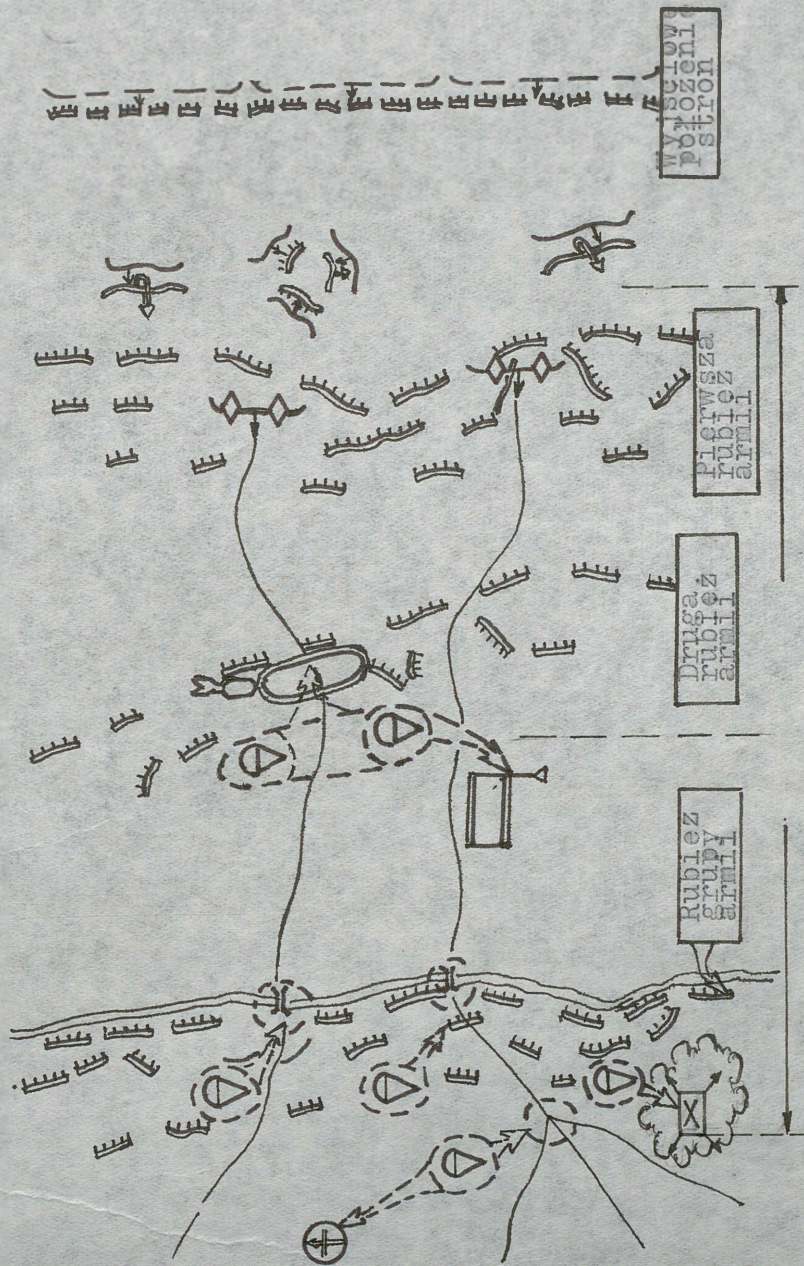 Wyjściowe
położenie
stron
Pierwsza
rubież
armii
Druga
rubież
armii
Rubież
grupy
armii